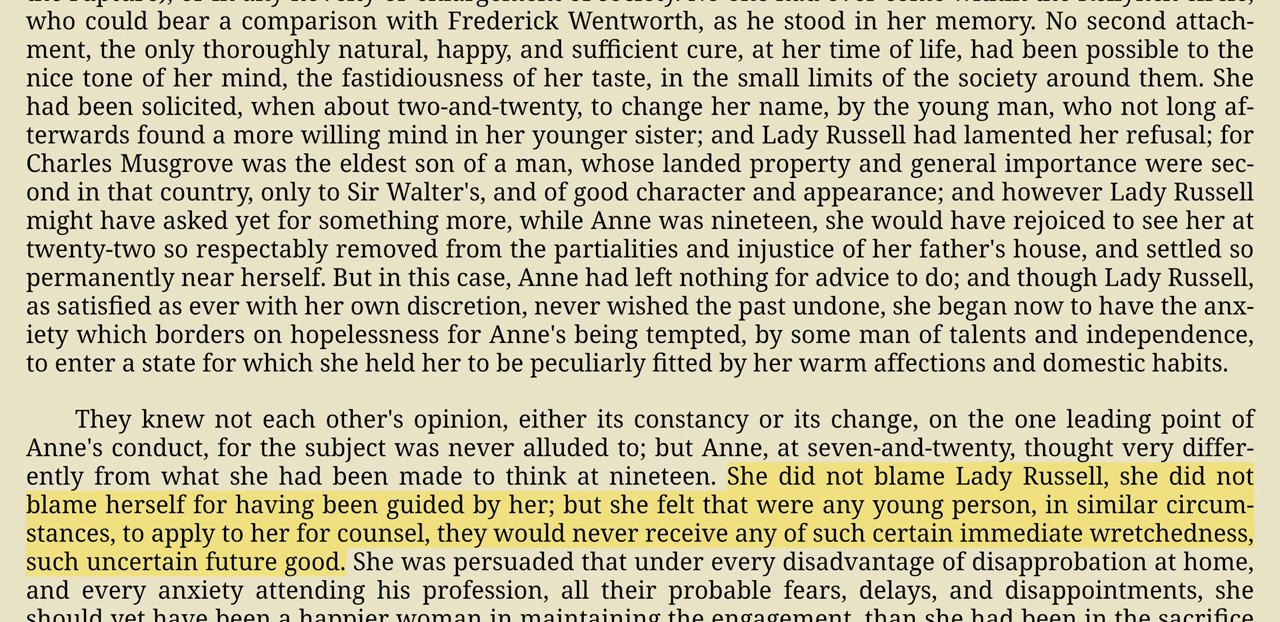 who could bear a comparison with Frederick Wentworth, as he stood in her memory. No second attach-
ment, the only thoroughly natural, happy, and sufficient cure, at her time of life, had been possible to the
nice tone of her mind, the fastidiousness of her taste, in the small limits of the society around them. She
had been solicited, when about two-and-twenty, to change her name, by the young man, who not long af-
terwards found a more willing mind in her younger sister; and Lady Russell had lamented her refusal; for
Charles Musgrove was the eldest son of a man, whose landed property and general importance were sec-
ond in that country, only to Sir Walter's, and of good character and appearance; and however Lady Russell
might have asked yet for something more, while Anne was nineteen, she would have rejoiced to see her at
twenty-two so respectably removed from the partialities and injustice of her father's house, and settled so
permanently near herself. But in this case, Anne had left nothing for advice to do; and though Lady Russell,
as satisfied as ever with her own discretion, never wished the past undone, she began now to have the anx-
iety which borders on hopelessness for Anne's being tempted, by some man of talents and independence,
to enter a state for which she held her to be peculiarly fitted by her warm affections and domestic habits.
They knew not each other's opinion, either its constancy or its change, on the one leading point of
Anne's conduct, for the subject was never alluded to; but Anne, at seven-and-twenty, thought very differ-
ently from what she had been made to think at nineteen. She did not blame Lady Russell, she did not
blame herself for having been guided by her; but she felt that were any young person, in similar circum-
stances, to apply to her for counsel, they would never receive any of such certain immediate wretchedness,
such uncertain future good. She was persuaded that under every disadvantage of disapprobation at home,
and every anxiety attending his profession, all their probable fears, delays, and disappointments, she
should yet have been a happier woman in maintaining the engagement, than she had been in the sacrifice